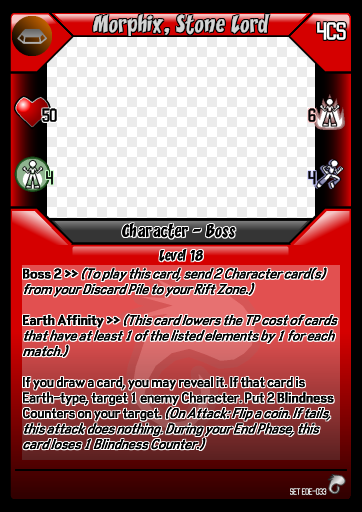 Morphix, Stone Lord
4CS
50
6
4
4
Character - Boss
Level 18
Boss 2 >> (To play this card, send 2 Character card(s)
from your Discard Pile to your Rift Zone.)
Earth Affinity >> (This card lowers the TP cost of cards
that have at least 1 of the listed elements by 1 for each
match.)
If you draw a card, you may reveal it. If that card is
Earth-type, target 1 enemy Character. Put 2 Blindness
Counters on your target. (On Attack: Flip a coin. If tails,
this attack does nothing. During your End Phase, this
card loses 1 Blindness Counter.)
SET EOE-033